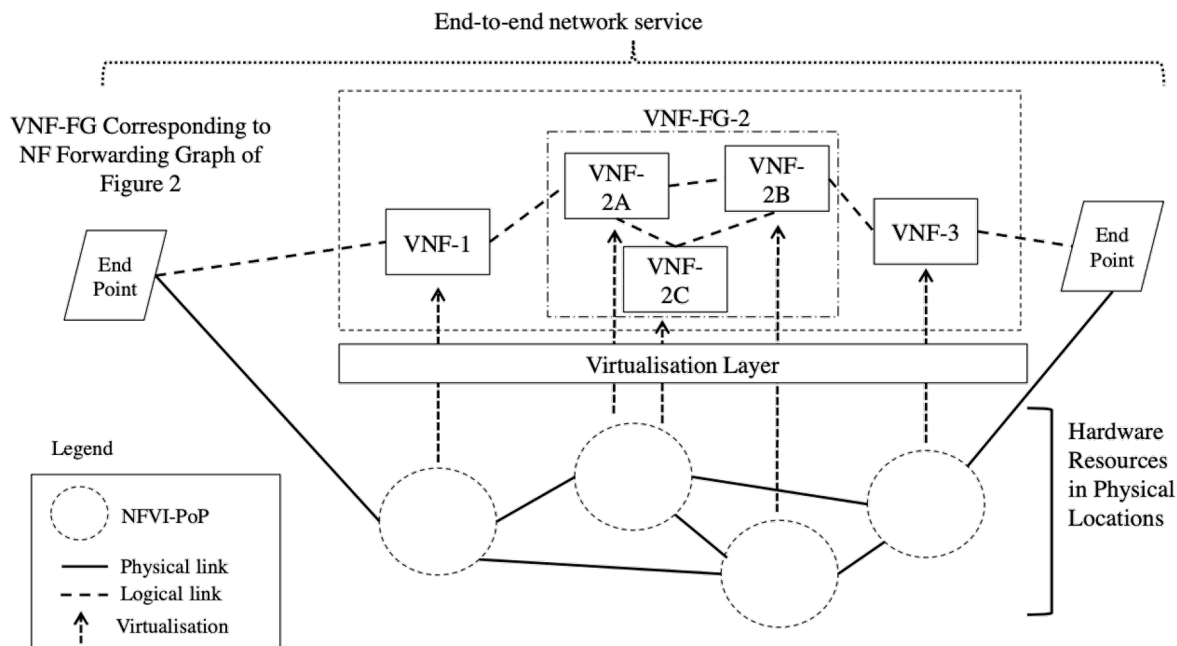 End-to-end network service
VNF-FG Corresponding to
NF Forwarding Graph of
Figure 2
VNF-FG-2
VNF-
2A
VNF-
2B
VNF-1
VNF-
2C
VNF-3
End
Point
End
Point
Virtualisation Layer
Hardware
Resources
in Physical
Locations
Legend
NFVI-PoP
Physical link
Logical link
Virtualisation